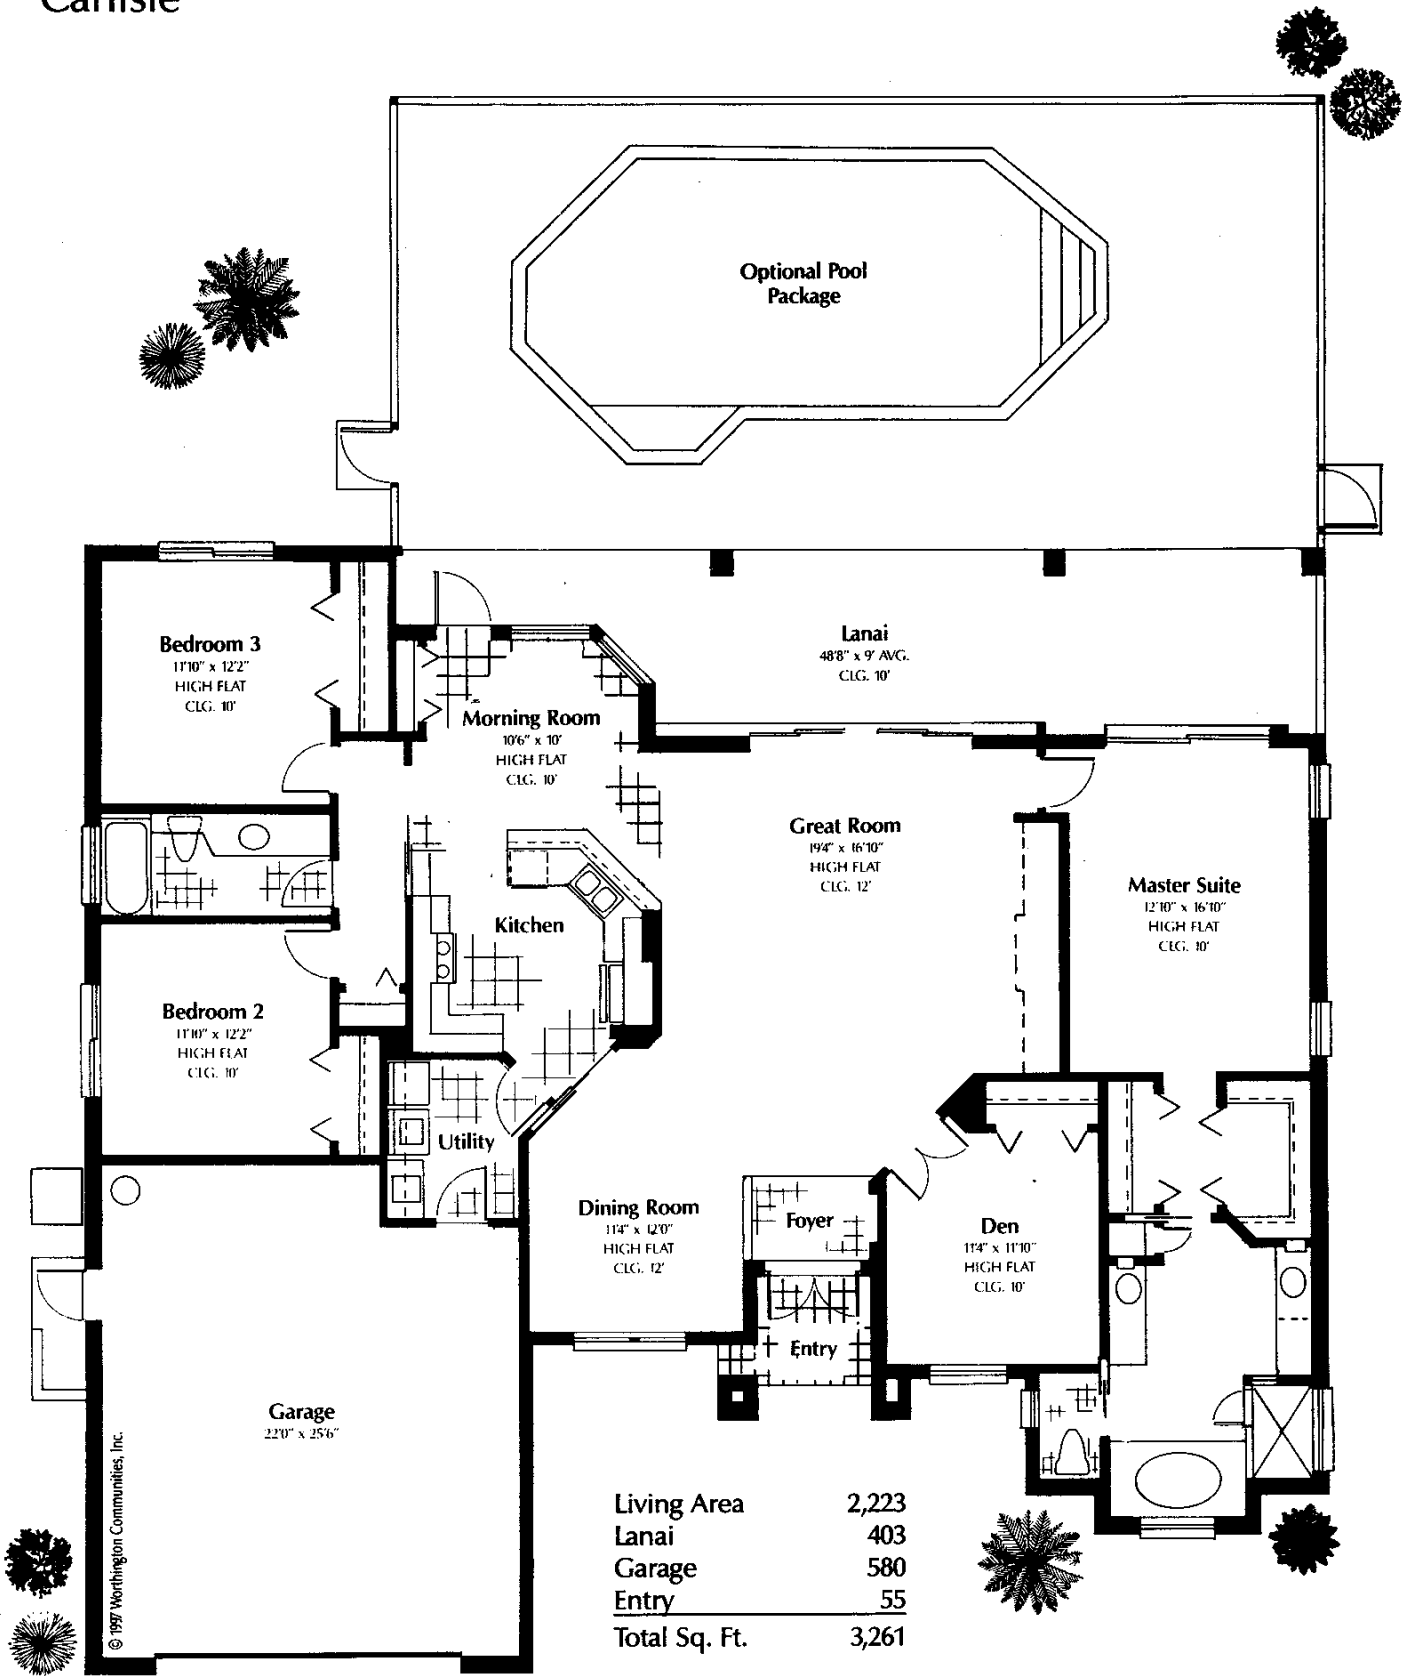 Carlisle
Optional Pool
Package
Bedroom 3
11'10" x 12'2"
HIGH FLAT
CLG. 10'
Lanai
48'8" x 9' AVG.
CLG. 10'
Morning Room
10'6" x 10'
HIGH FLAT
CLG. 10'
Great Room
19'4" x 16'10"
HIGH FLAT
CLG. 12'
Master Suite
12'10" x 16'10"
HIGH FLAT
CLG. 10'
Kitchen
Bedroom 2
11'10" x 12'2"
HIGH FLAT
CLG. 10'
Utility
Dining Room
11'4" x 12'0"
HIGH FLAT
CLG. 12'
Foyer
Den
11'4" x 11'10"
HIGH FLAT
CLG. 10'
Entry
Garage
22'0" x 25'6"
© 1997 Worthington Communities, Inc.
Living Area 2,223
Lanai 403
Garage 580
Entry 55
Total Sq. Ft. 3,261